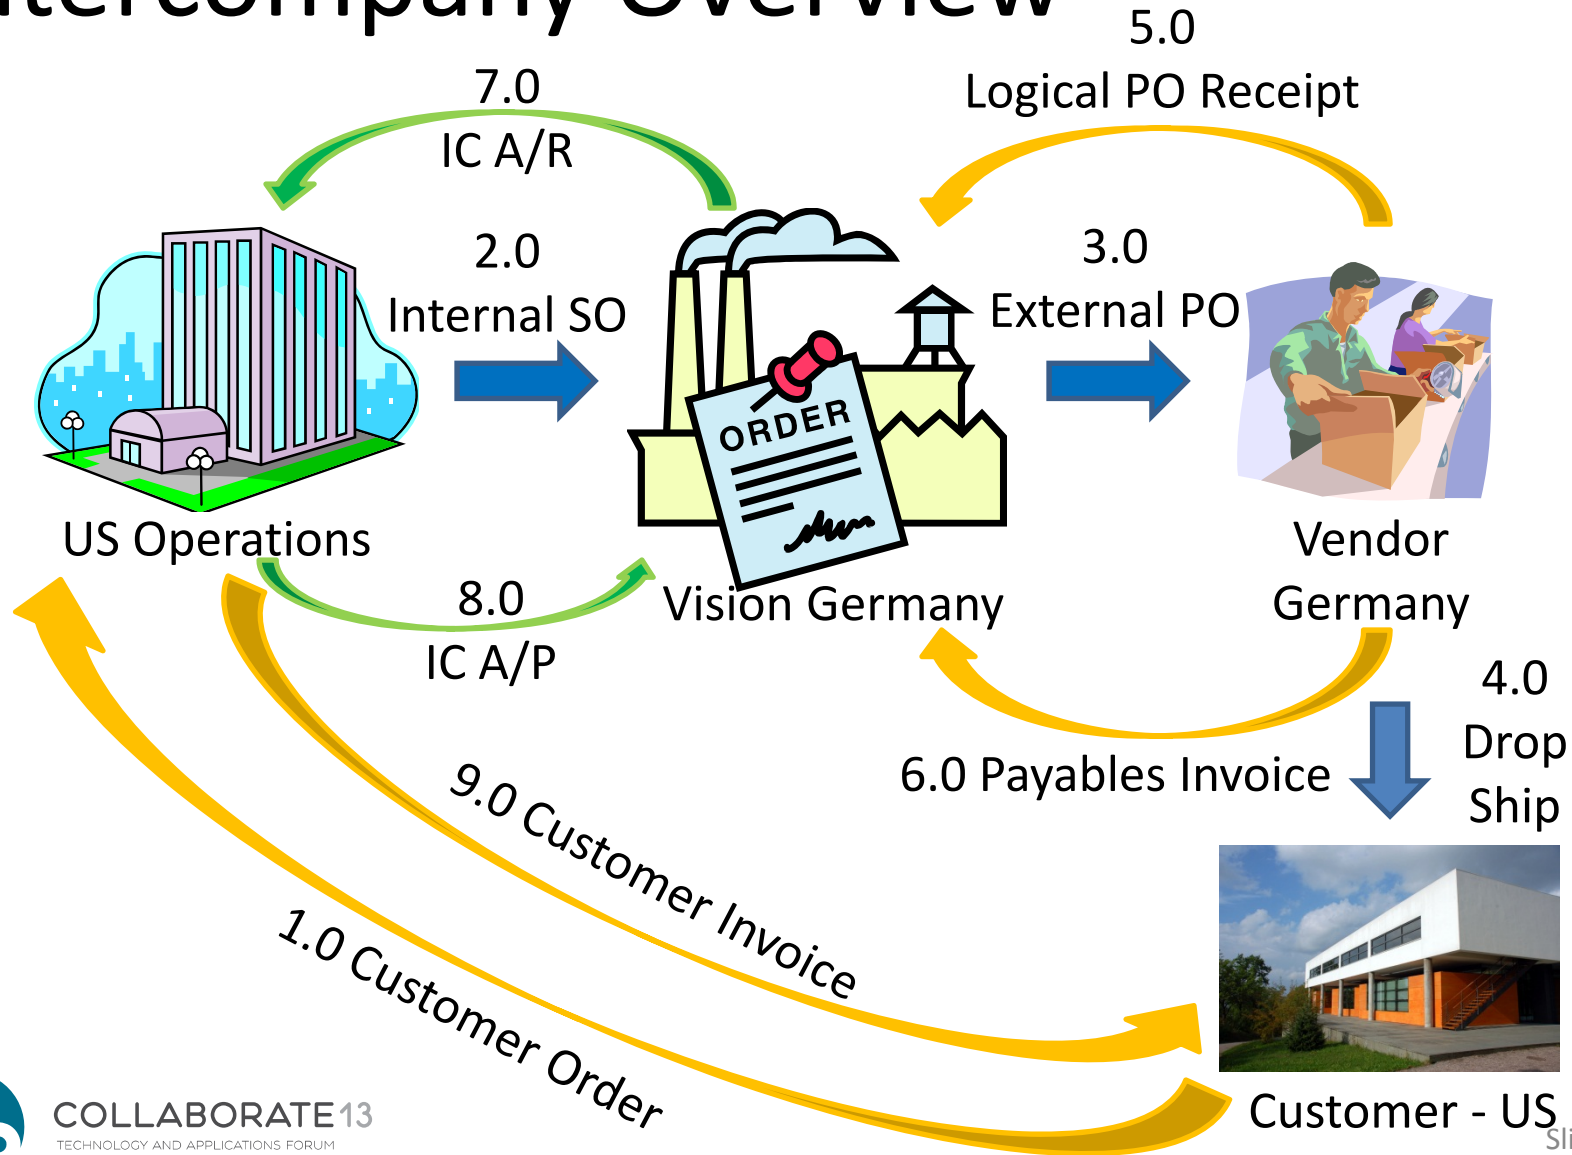 Overview
5.0
Logical PO Receipt
7.0
IC A/R
2.0
Internal SO
3.0
External PO
ORDER
US Operations
Vendor
Germany
8.0
IC A/P
Vision Germany
4.0
Drop
Ship
6.0 Payables Invoice
9.0 Customer Invoice
1.0 Customer Order
COLLABORATE13
TECHNOLOGY AND APPLICATIONS FORUM
Customer - US